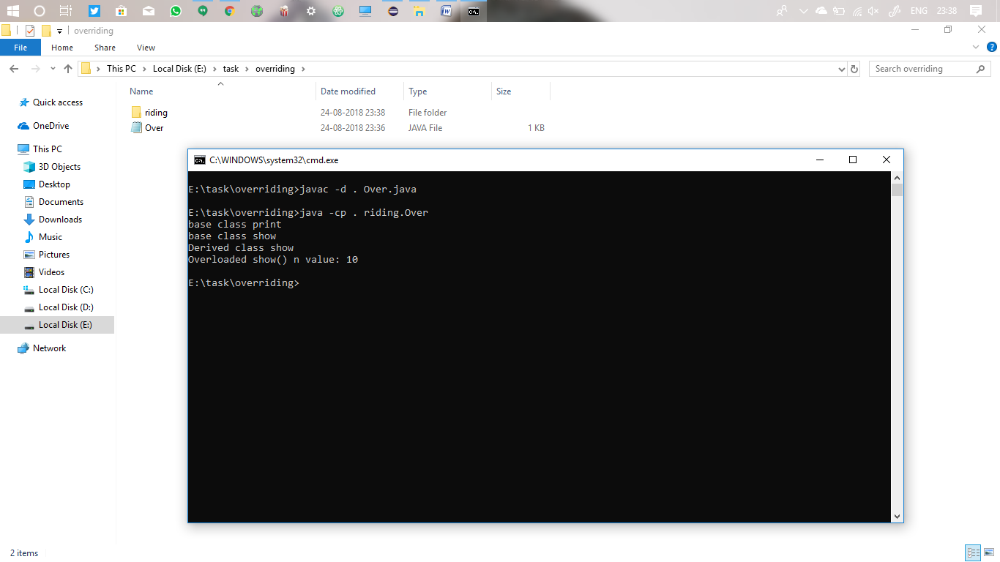 ENG 23:38
overriding
File Home Share View
This PC Local Disk (E:) task overriding
Search overriding
Name Date modified Type Size
riding 24-08-2018 23:38 File folder
Over 24-08-2018 23:36 JAVA File 1 KB
Quick access
OneDrive
This PC
3D Objects
Desktop
Documents
Downloads
Music
Pictures
Videos
Local Disk (C:)
Local Disk (D:)
Local Disk (E:)
Network
C:\WINDOWS\system32\cmd.exe
E:\task\overriding>javac -d . Over.java
E:\task\overriding>java -cp . riding.Over
base class print
base class show
Derived class show
Overloaded show() n value: 10
E:\task\overriding>
2 items